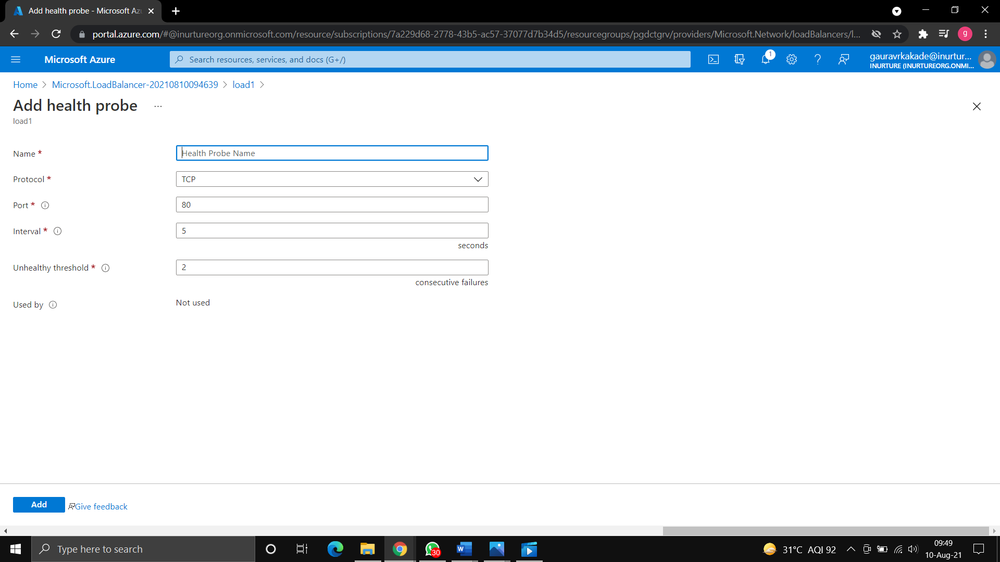 Add health probe - Microsoft Az
portal.azure.com/#@inurtureorg.onmicrosoft.com/resource/subscriptions/7a229d68-2778-43b5-ac57-37077d7b34d5/resourcegroups/pgdctgrv/providers/Microsoft.Network/loadBalancers/l...
g
Microsoft Azure
Search resources, services, and docs (G+/)
1
gauravrkakade@inurtur...
INURTURE (INURTUREORG.ONMI...
Home > Microsoft.LoadBalancer-20210810094639 > load1 >
Add health probe ...
load1
Name *
Health Probe Name
Protocol *
TCP
Port *
80
Interval *
5
seconds
Unhealthy threshold *
2
consecutive failures
Used by
Not used
Add
Give feedback
Type here to search
30
W
31°C AQI 92
09:49
10-Aug-21